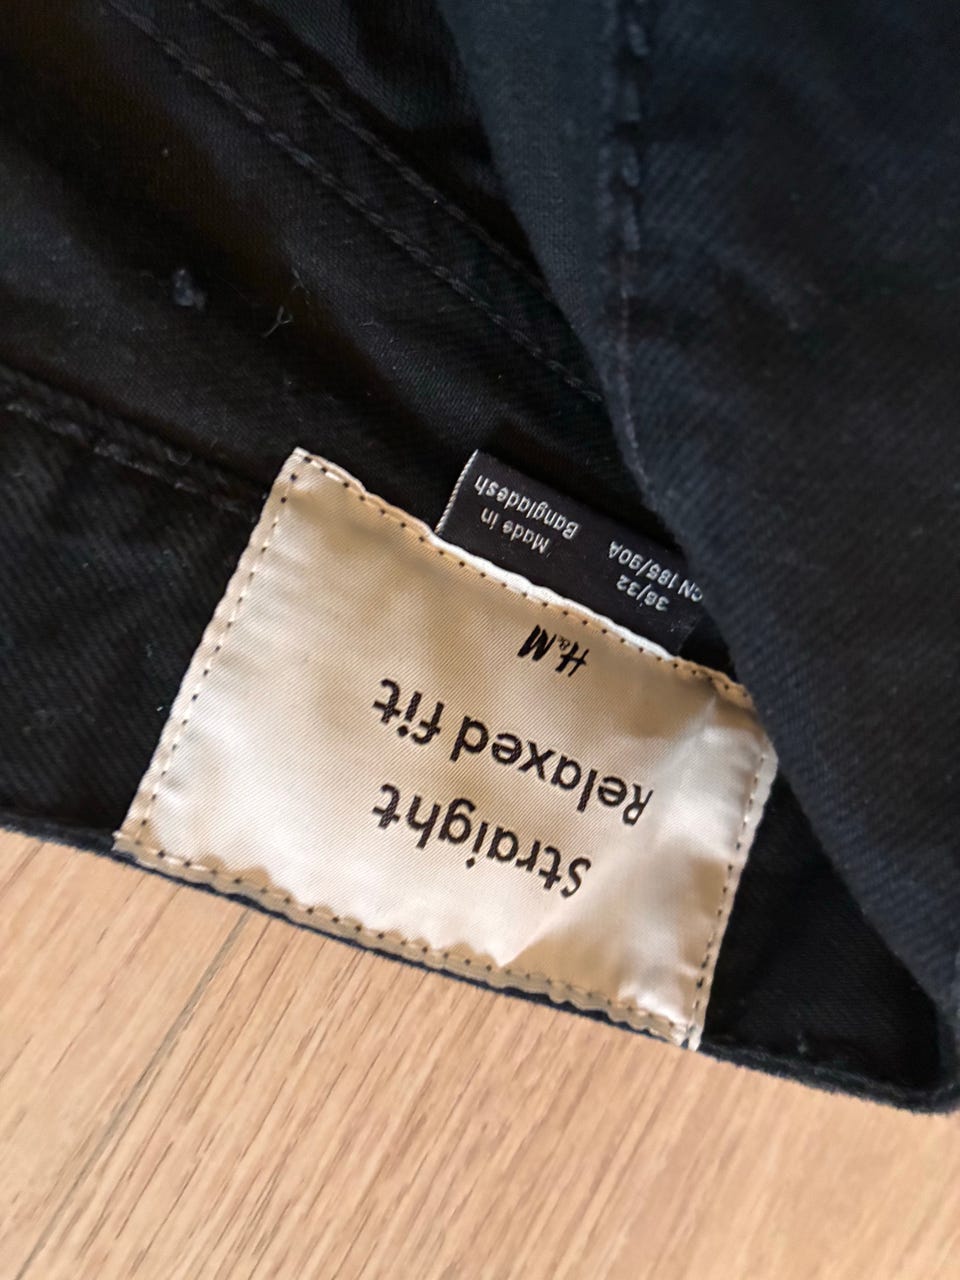 Straight
Relaxed fit
H&M
36/32
CN 185/90A
Made in
Bangladesh